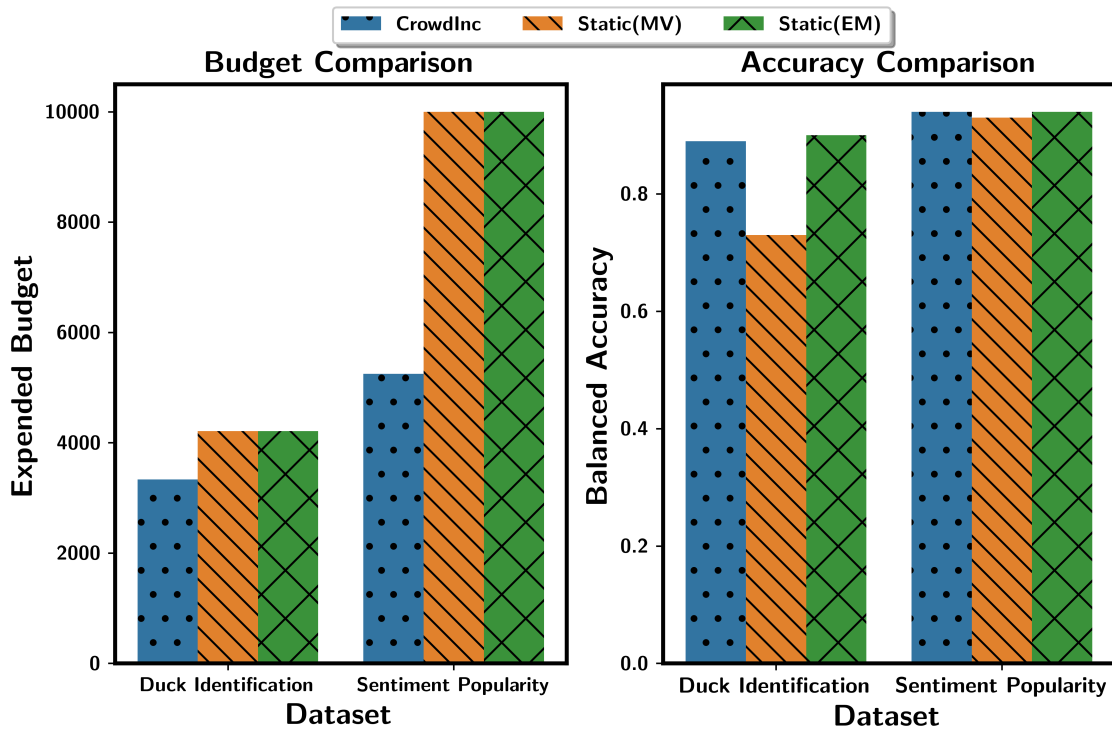 CrowdInc Static(MV) Static(EM)
Budget Comparison
Expended Budget
10000
8000
6000
4000
2000
0
Duck Identification Sentiment Popularity
Dataset
Accuracy Comparison
Balanced Accuracy
0.8
0.6
0.4
0.2
0.0
Duck Identification Sentiment Popularity
Dataset